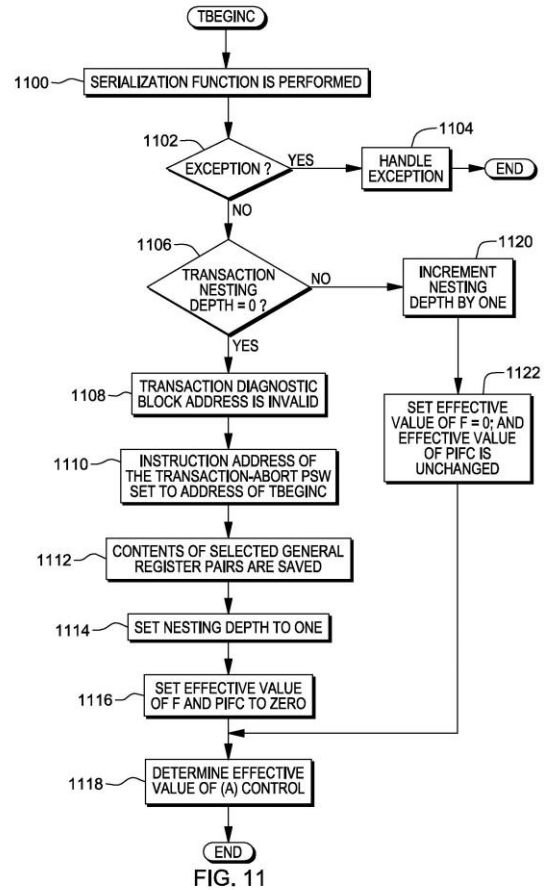 TBEGINC
1100
SERIALIZATION FUNCTION IS PERFORMED
1102
EXCEPTION ?
YES
1104
HANDLE
EXCEPTION
END
NO
1106
TRANSACTION
NESTING
DEPTH = 0 ?
NO
1120
INCREMENT
NESTING
DEPTH BY ONE
YES
1108
TRANSACTION DIAGNOSTIC
BLOCK ADDRESS IS INVALID
1122
SET EFFECTIVE
VALUE OF F = 0; AND
EFFECTIVE VALUE
OF PIFC IS
UNCHANGED
1110
INSTRUCTION ADDRESS OF
THE TRANSACTION-ABORT PSW
SET TO ADDRESS OF TBEGINC
1112
CONTENTS OF SELECTED GENERAL
REGISTER PAIRS ARE SAVED
1114
SET NESTING DEPTH TO ONE
1116
SET EFFECTIVE VALUE
OF F AND PIFC TO ZERO
1118
DETERMINE EFFECTIVE
VALUE OF (A) CONTROL
END
FIG. 11